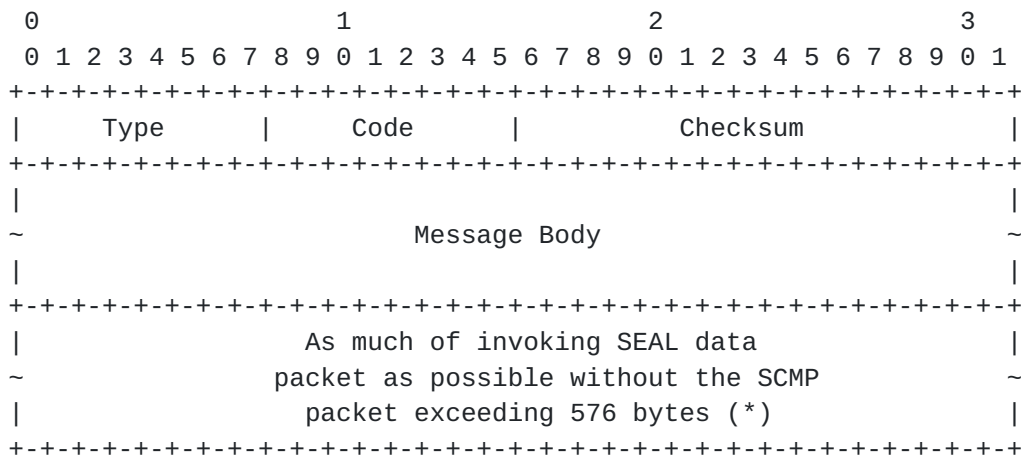 0                   1                   2                   3
 0 1 2 3 4 5 6 7 8 9 0 1 2 3 4 5 6 7 8 9 0 1 2 3 4 5 6 7 8 9 0 1
+-+-+-+-+-+-+-+-+-+-+-+-+-+-+-+-+-+-+-+-+-+-+-+-+-+-+-+-+-+-+-+-+
|     Type      |     Code      |          Checksum             |
+-+-+-+-+-+-+-+-+-+-+-+-+-+-+-+-+-+-+-+-+-+-+-+-+-+-+-+-+-+-+-+-+
|                                                               |
~                         Message Body                          ~
|                                                               |
+-+-+-+-+-+-+-+-+-+-+-+-+-+-+-+-+-+-+-+-+-+-+-+-+-+-+-+-+-+-+-+-+
|                  As much of invoking SEAL data                |
~                packet as possible without the SCMP            ~
|                  packet exceeding 576 bytes (*)               |
+-+-+-+-+-+-+-+-+-+-+-+-+-+-+-+-+-+-+-+-+-+-+-+-+-+-+-+-+-+-+-+-+